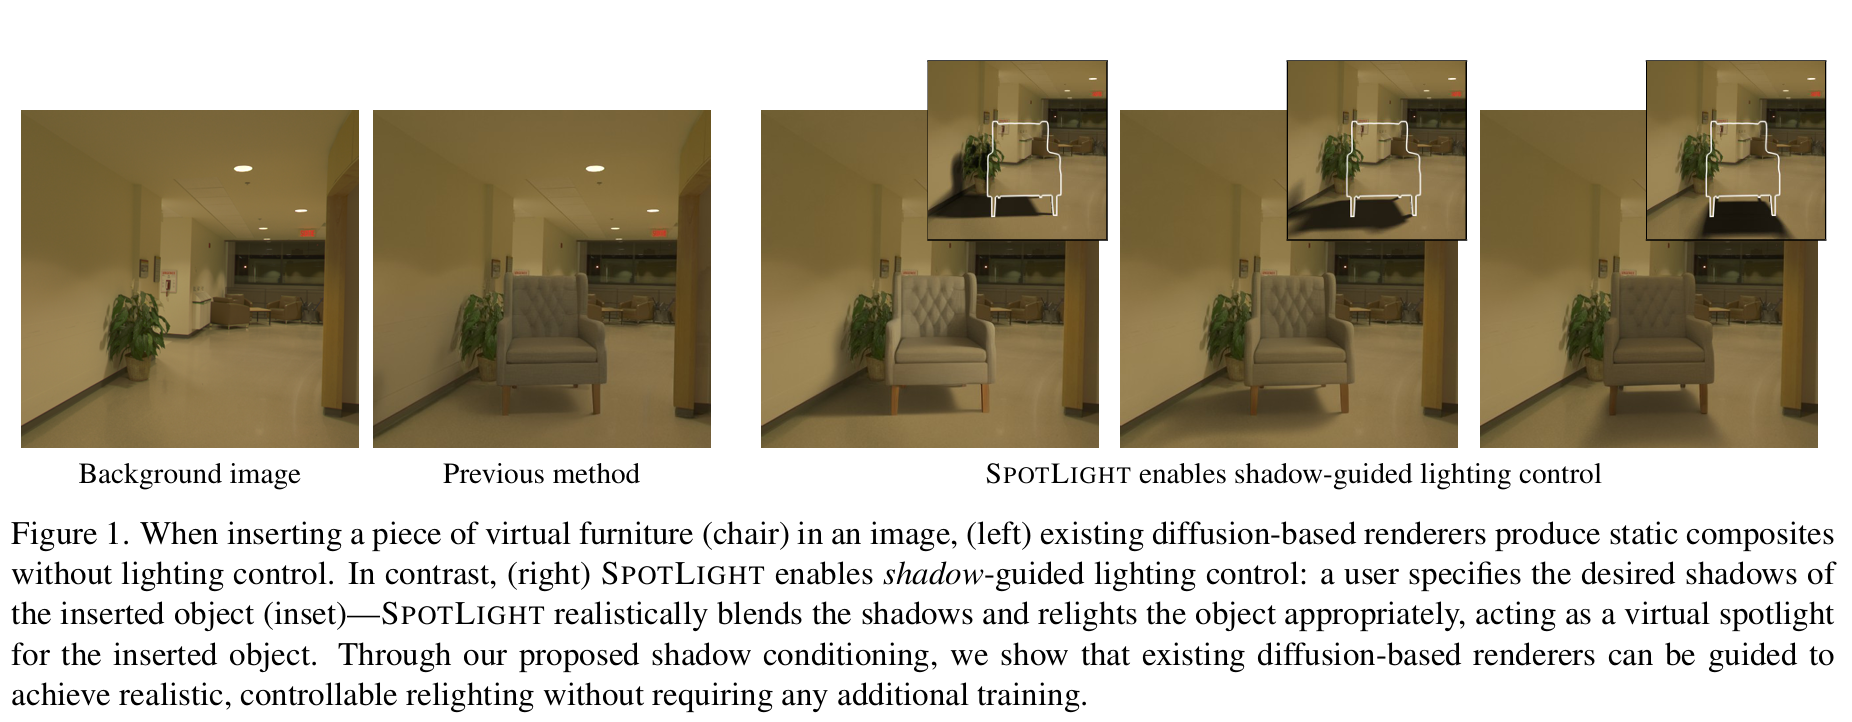 Background image
Previous method
SPOTLIGHT enables shadow-guided lighting control
Figure 1. When inserting a piece of virtual furniture (chair) in an image, (left) existing diffusion-based renderers produce static composites
without lighting control. In contrast, (right) SPOTLIGHT enables shadow-guided lighting control: a user specifies the desired shadows of
the inserted object (inset)—SPOTLIGHT realistically blends the shadows and relights the object appropriately, acting as a virtual spotlight
for the inserted object. Through our proposed shadow conditioning, we show that existing diffusion-based renderers can be guided to
achieve realistic, controllable relighting without requiring any additional training.